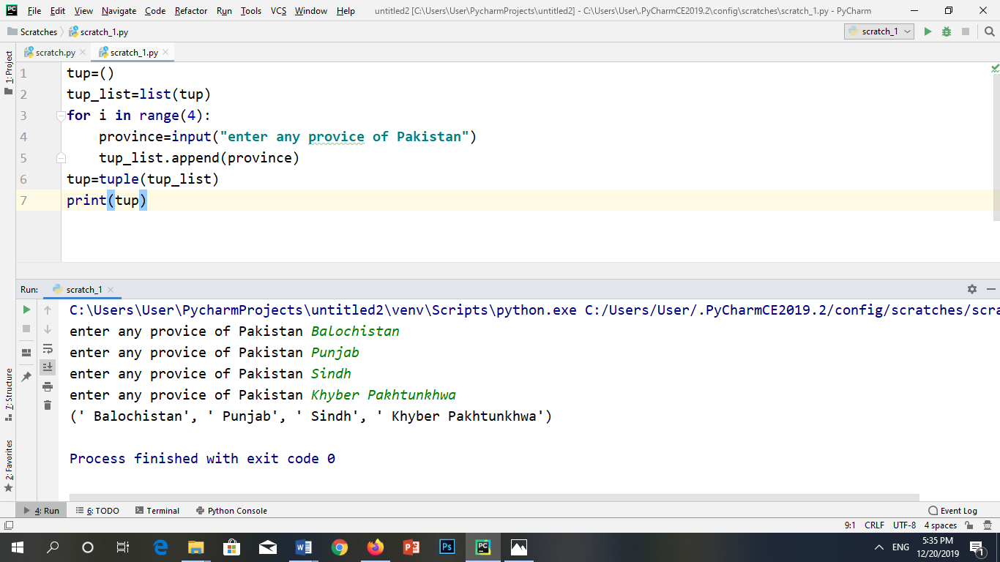 File Edit View Navigate Code Refactor Run Tools VCS Window Help untitled2 [C:\Users\User\PycharmProjects\untitled2] - C:\Users\User\.PyCharmCE2019.2\config\scratches\scratch_1.py - PyCharm
Scratches scratch_1.py scratch_1
scratch.py scratch_1.py
1: Project
1 tup=()
2 tup_list=list(tup)
3 for i in range(4):
4 province=input("enter any provice of Pakistan")
5 tup_list.append(province)
6 tup=tuple(tup_list)
7 print(tup)
Run: scratch_1
C:\Users\User\PycharmProjects\untitled2\venv\Scripts\python.exe C:/Users/User/.PyCharmCE2019.2/config/scratches/scra
enter any provice of Pakistan Balochistan
enter any provice of Pakistan Punjab
enter any provice of Pakistan Sindh
enter any provice of Pakistan Khyber Pakhtunkhwa
(' Balochistan', ' Punjab', ' Sindh', ' Khyber Pakhtunkhwa')
Process finished with exit code 0
7: Structure
2: Favorites
4: Run 6: TODO Terminal Python Console Event Log
9:1 CRLF UTF-8 4 spaces
ENG 5:35 PM
12/20/2019 1